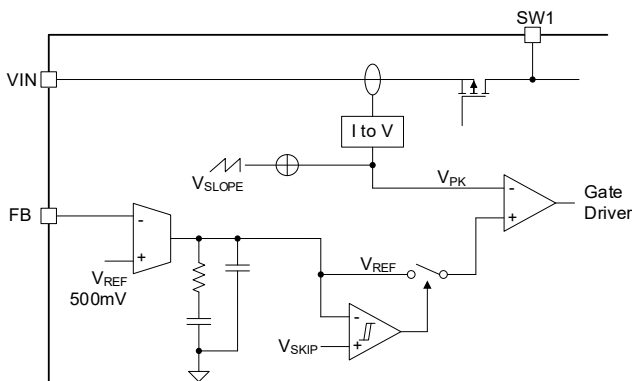 SW1
VIN
I to V
VSLOPE
VPK
-
+
Gate
Driver
FB
-
+
VREF
500mV
VREF
-
+
VSKIP